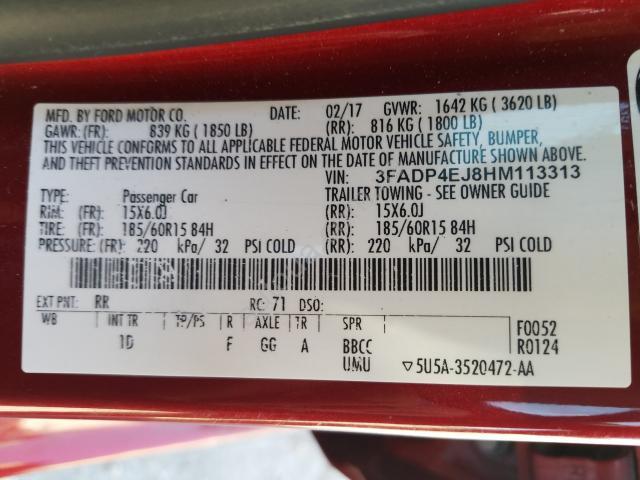 MFD. BY FORD MOTOR CO. DATE: 02/17 GVWR: 1642 KG ( 3620 LB)
GAWR: (FR): 839 KG ( 1850 LB) (RR): 816 KG ( 1800 LB)
THIS VEHICLE CONFORMS TO ALL APPLICABLE FEDERAL MOTOR VEHICLE SAFETY, BUMPER,
AND THEFT PREVENTION STANDARDS IN EFFECT ON THE DATE OF MANUFACTURE SHOWN ABOVE.
VIN: 3FADP4EJ8HM113313
TYPE: Passenger Car TRAILER TOWING - SEE OWNER GUIDE
RIM: (FR): 15X6.0J (RR): 15X6.0J
TIRE: (FR): 185/60R15 84H (RR): 185/60R15 84H
PRESSURE: (FR): 220 kPa/ 32 PSI COLD (RR): 220 kPa/ 32 PSI COLD
EXT PNT: RR RC: 71 DSO:
WB INT TR TP/PS R AXLE TR SPR F0052
1D F GG A BBCC R0124
UMU 5U5A-3520472-AA